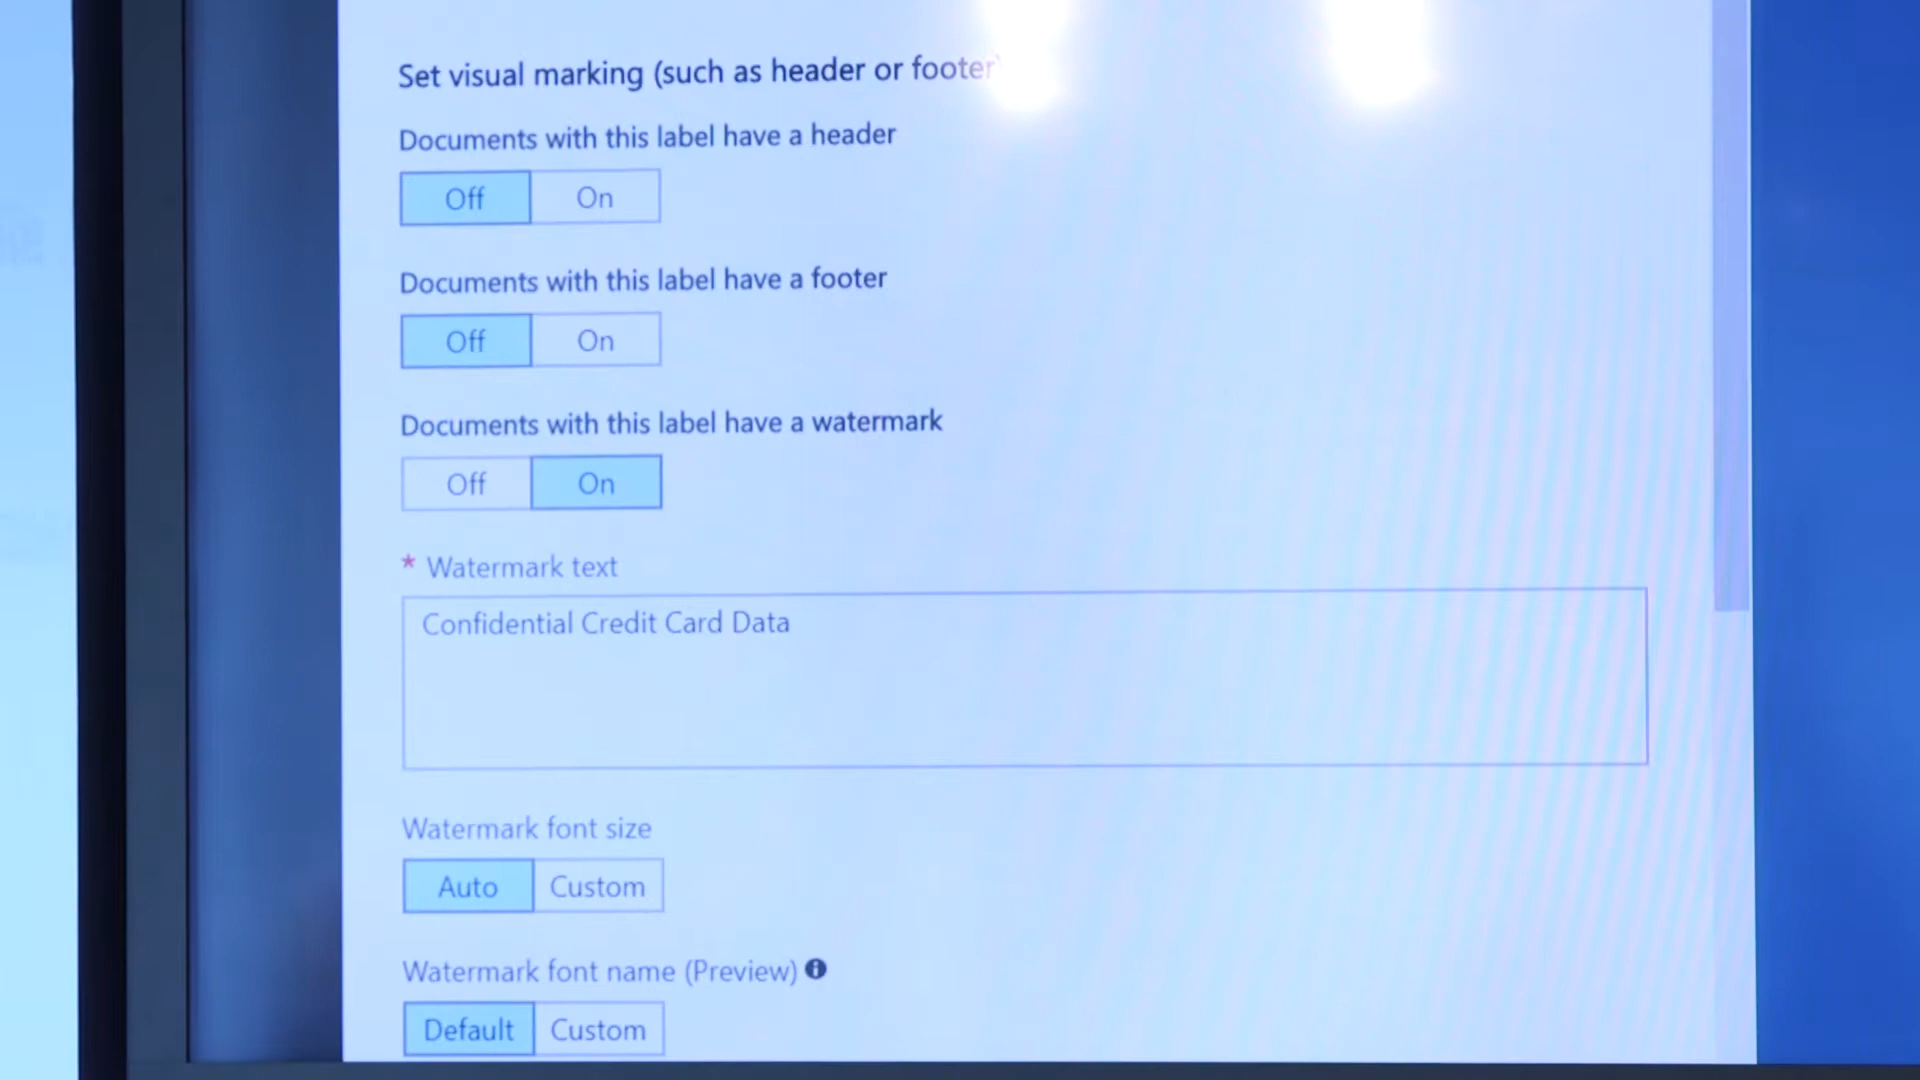 Set visual marking (such as header or footer)
Documents with this label have a header
Off On
Documents with this label have a footer
Off On
Documents with this label have a watermark
Off On
* Watermark text
Confidential Credit Card Data
Watermark font size
Auto Custom
Watermark font name (Preview)
Default Custom